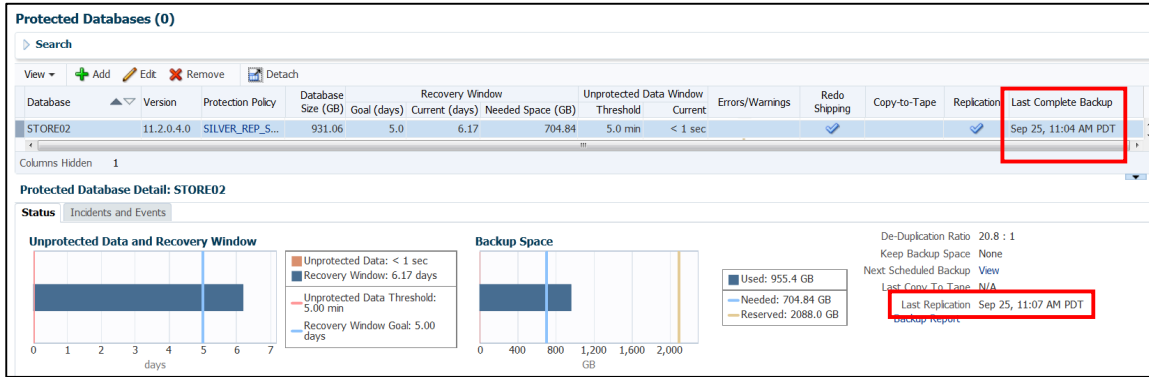 Protected Databases (0)
Search
View Add Edit Remove Detach
Database Version Protection Policy Database Size (GB) Recovery Window Goal (days) Current (days) Needed Space (GB) Unprotected Data Window Threshold Current Errors/Warnings Redo Shipping Copy-to-Tape Replication Last Complete Backup
STORE02 11.2.0.4.0 SILVER_REP_S... 931.06 5.0 6.17 704.84 5.0 min < 1 sec Sep 25, 11:04 AM PDT
Columns Hidden 1
Protected Database Detail: STORE02
Status Incidents and Events
Unprotected Data and Recovery Window
Unprotected Data: < 1 sec
Recovery Window: 6.17 days
Unprotected Data Threshold:
5.00 min
Recovery Window Goal: 5.00
days
0 1 2 3 4 5 6 7
days
Backup Space
Used: 955.4 GB
Needed: 704.84 GB
Reserved: 2088.0 GB
0 400 800 1,200 1,600 2,000
GB
De-Duplication Ratio 20.8 : 1
Keep Backup Space None
Next Scheduled Backup View
Last Copy To Tape N/A
Last Replication Sep 25, 11:07 AM PDT
Backup Report